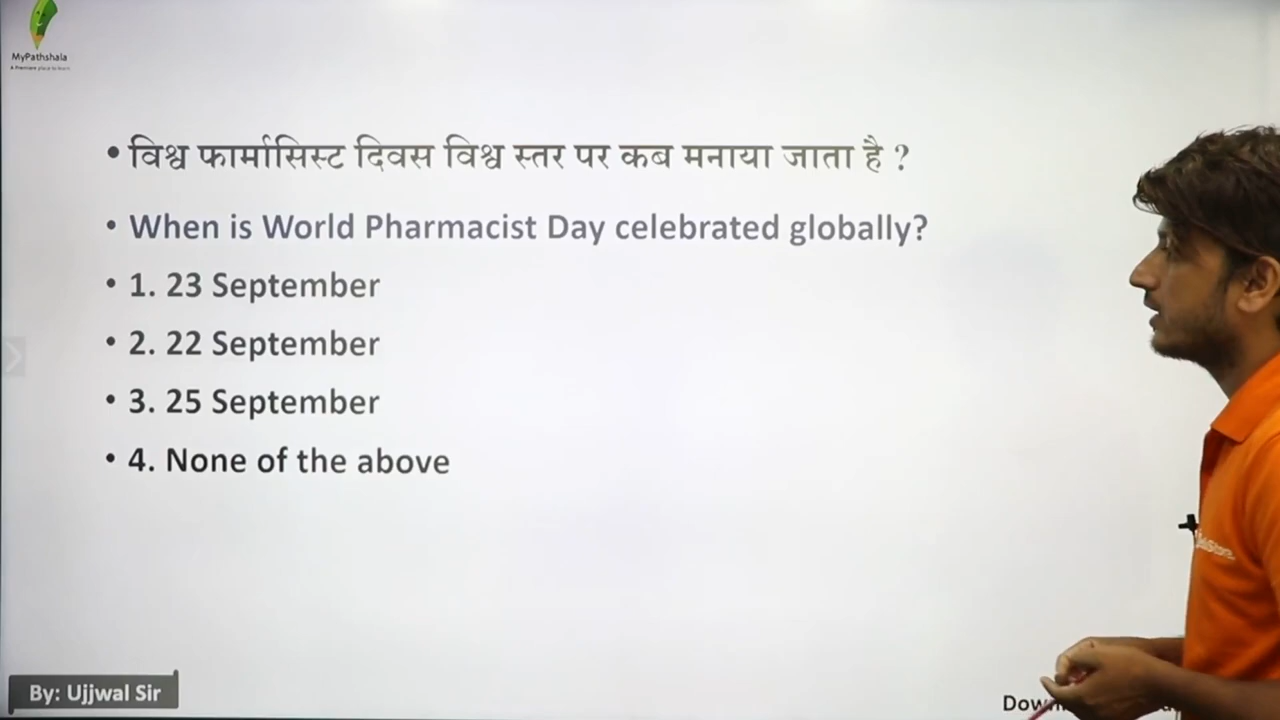 MyPathshala
• विश्व फार्मासिस्ट दिवस विश्व स्तर पर कब मनाया जाता है ?
• When is World Pharmacist Day celebrated globally?
• 1. 23 September
• 2. 22 September
• 3. 25 September
• 4. None of the above
By: Ujjwal Sir